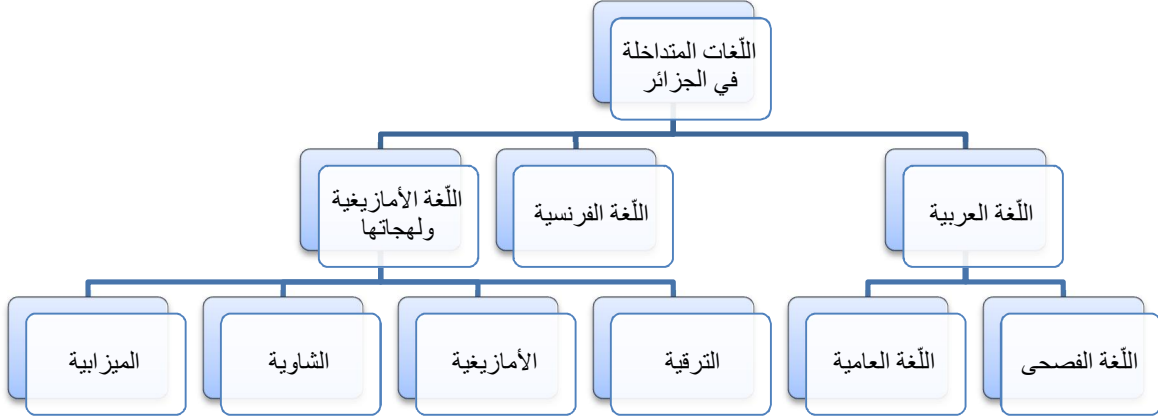 اللّغات المتداخلة
في الجزائر
اللّغة العربية
اللّغة الفرنسية
اللّغة الأمازيغية
ولهجاتها
اللّغة الفصحى
اللّغة العامية
الترقية
الأمازيغية
الشاوية
الميزابية